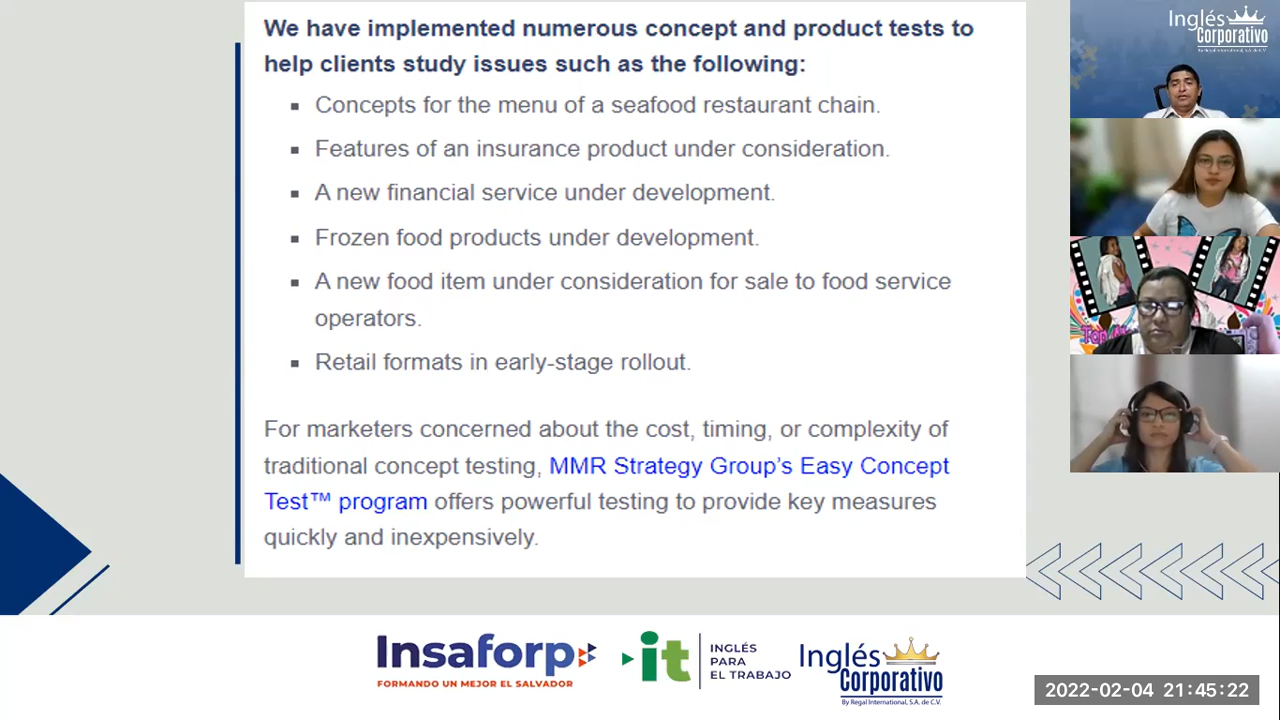 We have implemented numerous concept and product tests to
help clients study issues such as the following:
▪ Concepts for the menu of a seafood restaurant chain.
▪ Features of an insurance product under consideration.
▪ A new financial service under development.
▪ Frozen food products under development.
▪ A new food item under consideration for sale to food service
operators.
▪ Retail formats in early-stage rollout.
For marketers concerned about the cost, timing, or complexity of
traditional concept testing, MMR Strategy Group’s Easy Concept
Test™ program offers powerful testing to provide key measures
quickly and inexpensively.
Inglés
Corporativo
By Regal International, S.A. de C.V.
Insaforp
FORMANDO UN MEJOR EL SALVADOR
it
INGLÉS
PARA
EL TRABAJO
Inglés
Corporativo
By Regal International, S.A. de C.V.
2022-02-04 21:45:22